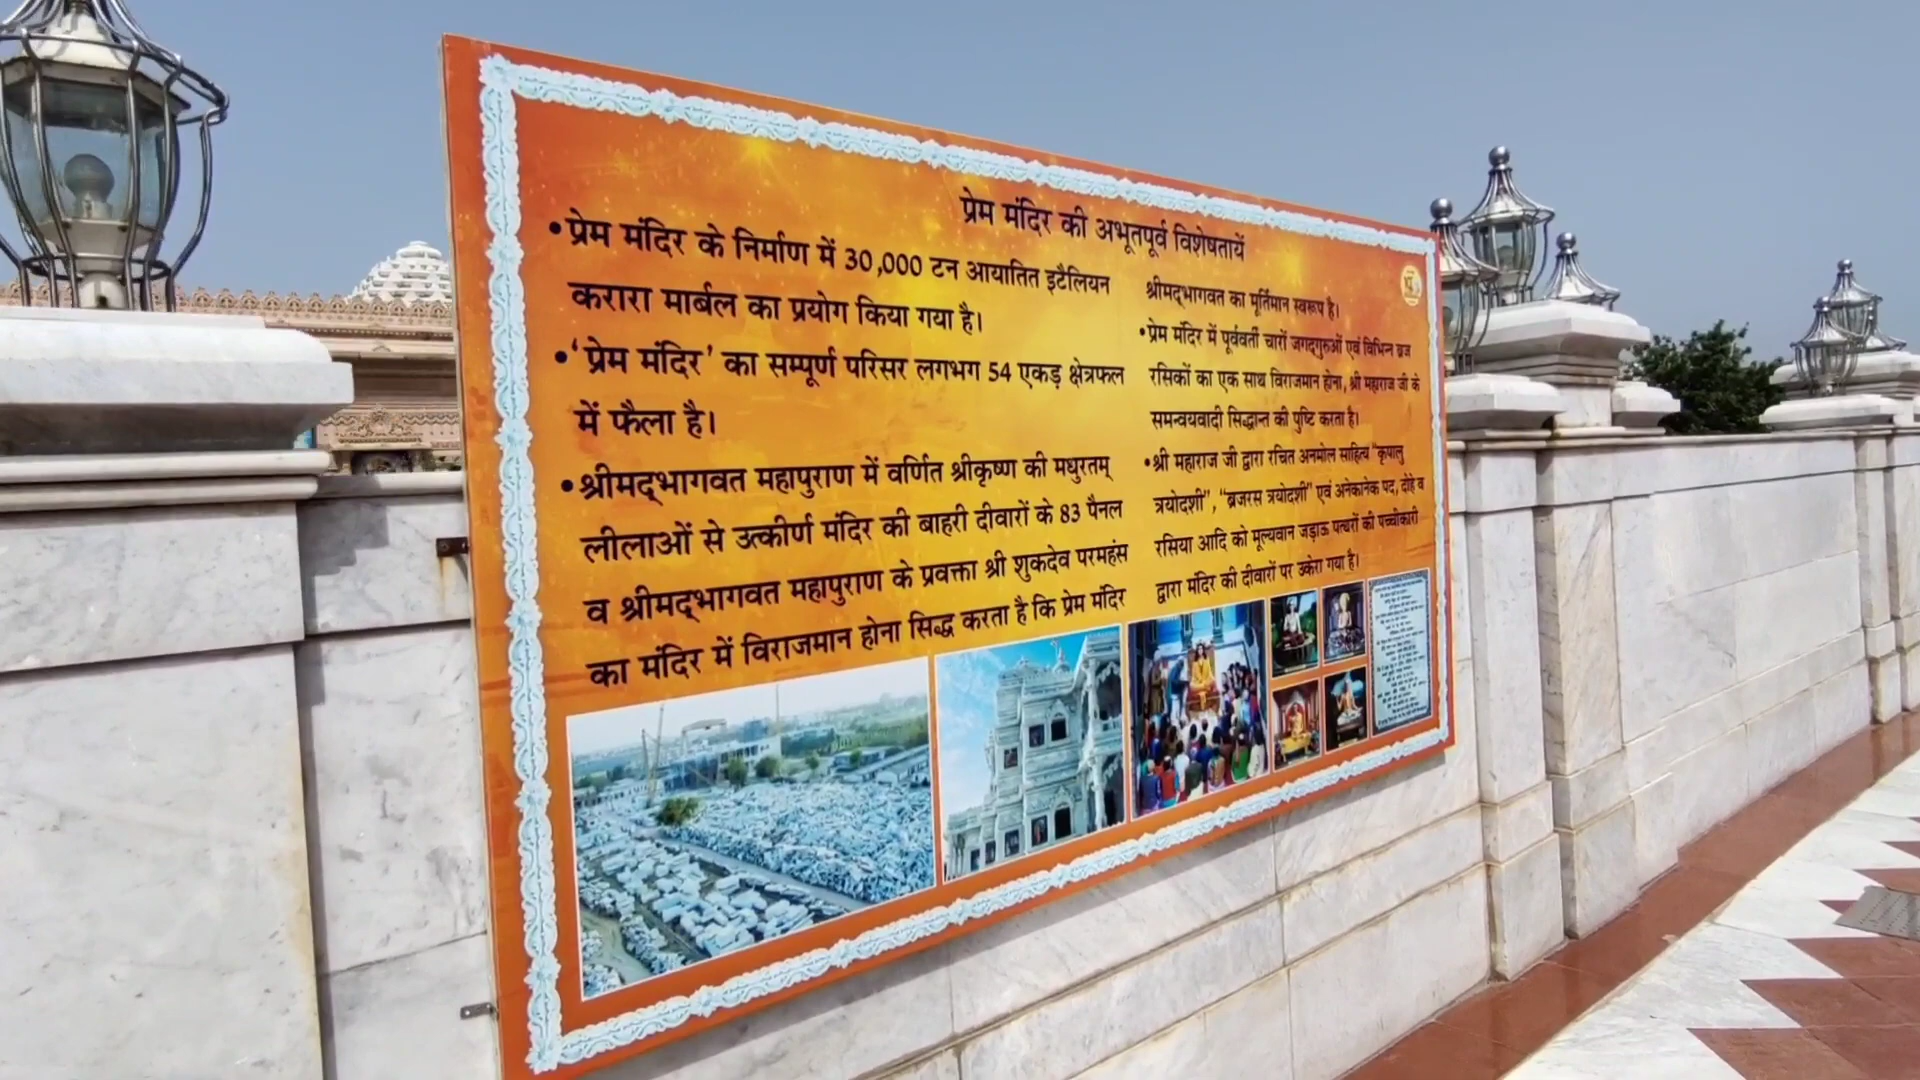 प्रेम मंदिर की अभूतपूर्व विशेषतायें
•प्रेम मंदिर के निर्माण में 30,000 टन आयातित इटैलियन
करारा मार्बल का प्रयोग किया गया है।
•‘प्रेम मंदिर’ का सम्पूर्ण परिसर लगभग 54 एकड़ क्षेत्रफल
में फैला है।
•श्रीमद्भागवत महापुराण में वर्णित श्रीकृष्ण की मधुरतम्
लीलाओं से उत्कीर्ण मंदिर की बाहरी दीवारों के 83 पैनल
व श्रीमद्भागवत महापुराण के प्रवक्ता श्री शुकदेव परमहंस
का मंदिर में विराजमान होना सिद्ध करता है कि प्रेम मंदिर
श्रीमद्भागवत का मूर्तिमान स्वरूप है।
•प्रेम मंदिर में पूर्ववर्ती चारों जगद्गुरुओं एवं विभिन्न ब्रज
रसिकों का एक साथ विराजमान होना, श्री महाराज जी के
समन्वयवादी सिद्धान्त की पुष्टि करता है।
•श्री महाराज जी द्वारा रचित अनमोल साहित्य “कृपालु
त्रयोदशी”, “ब्रजरस त्रयोदशी” एवं अनेकानेक पद, दोहे व
रसिया आदि को मूल्यवान जड़ाऊ पत्थरों की पच्चीकारी
द्वारा मंदिर की दीवारों पर उकेरा गया है।